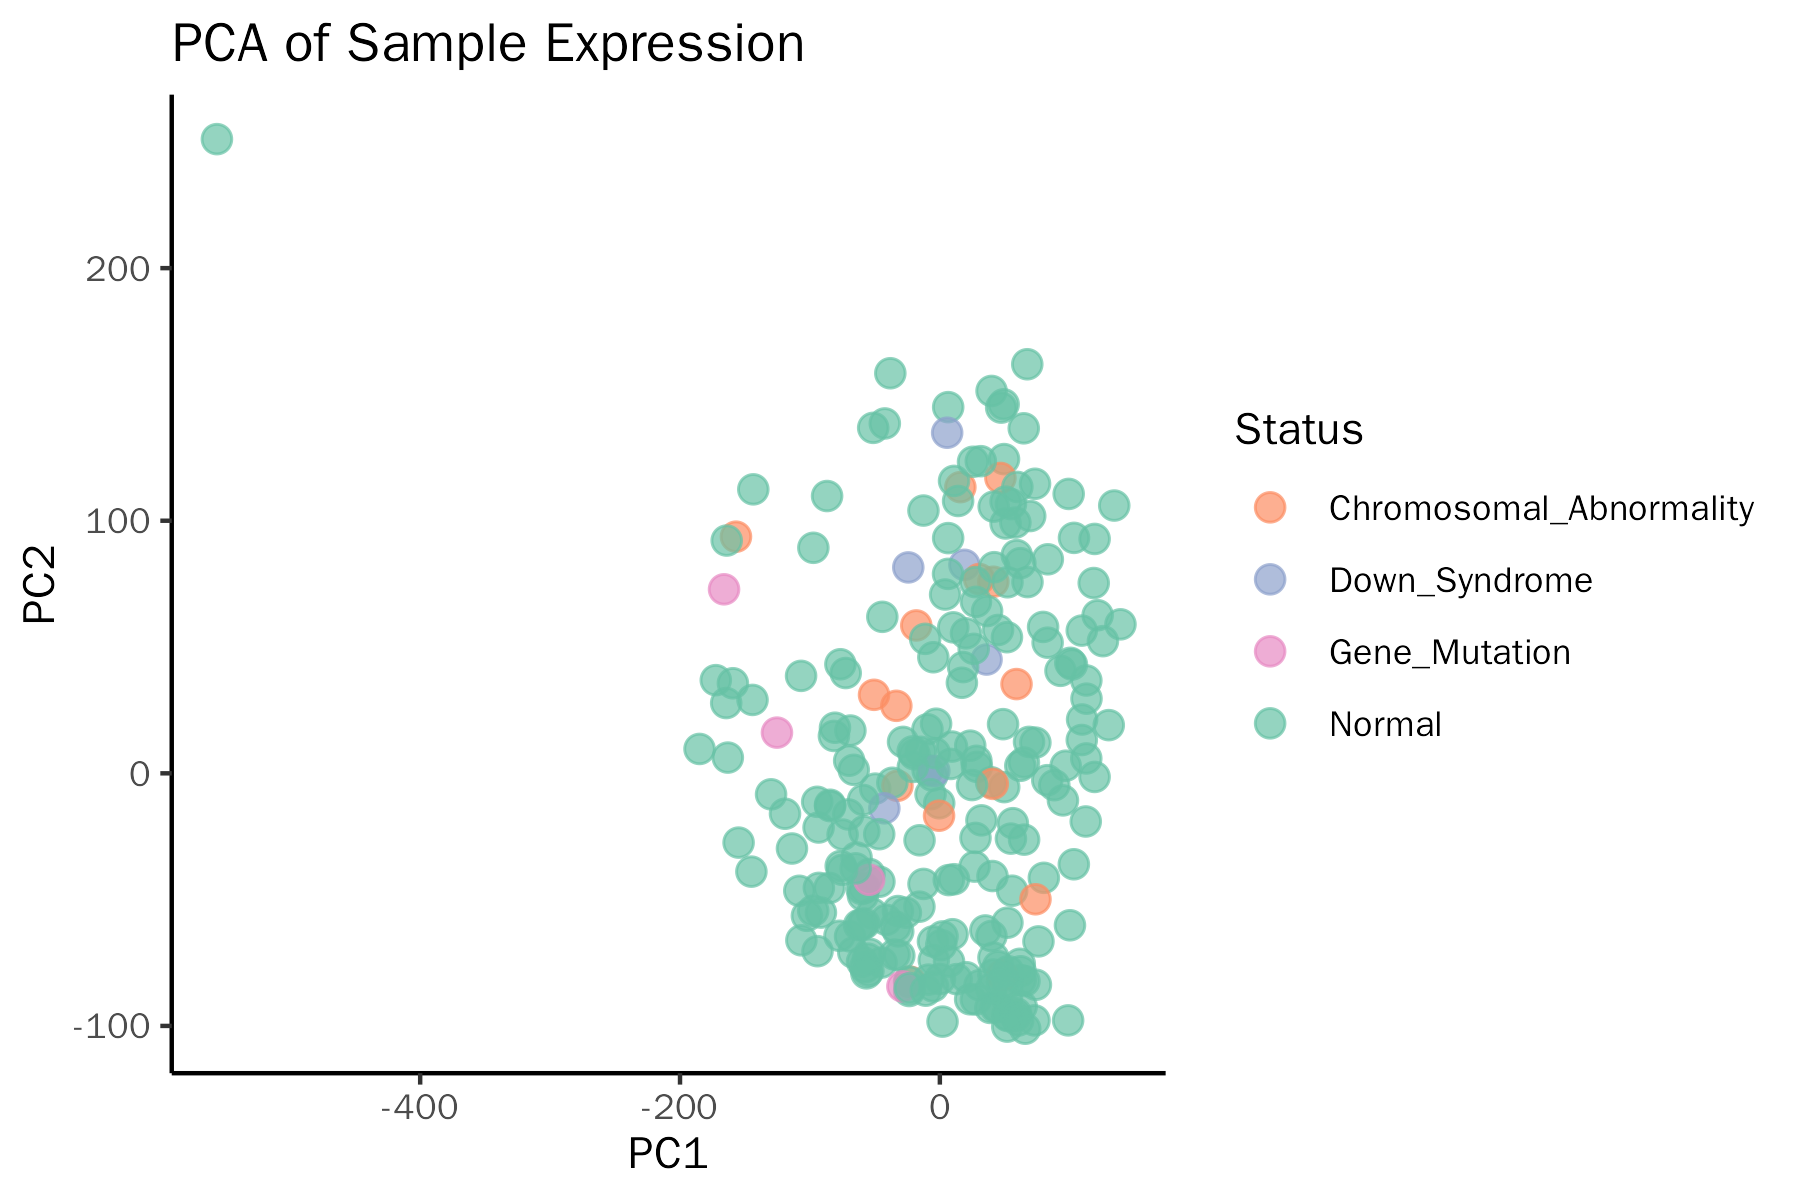 PCA of Sample Expression
PC2
200
100
0
-100
-400
-200
0
PC1
Status
Chromosomal_Abnormality
Down_Syndrome
Gene_Mutation
Normal